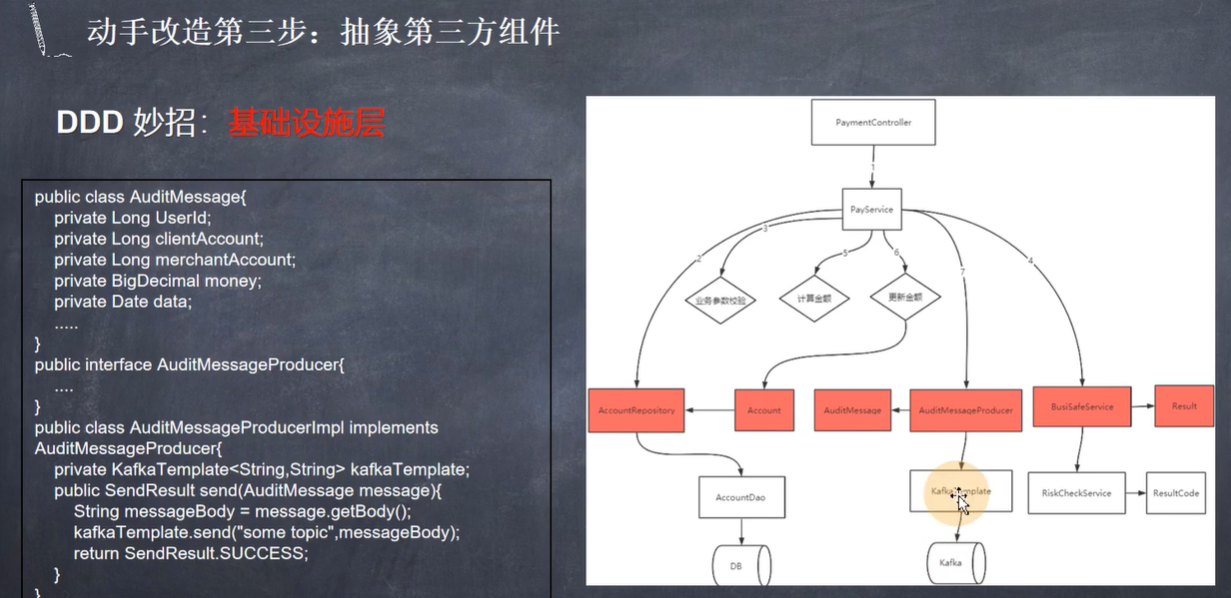 动手改造第三步：抽象第三方组件
DDD 妙招：基础设施层
public class AuditMessage{
private Long UserId;
private Long clientAccount;
private Long merchantAccount;
private BigDecimal money;
private Date data;
.....
}
public interface AuditMessageProducer{
....
}
public class AuditMessageProducerImpl implements
AuditMessageProducer{
private KafkaTemplate<String,String> kafkaTemplate;
public SendResult send(AuditMessage message){
String messageBody = message.getBody();
kafkaTemplate.send("some topic",messageBody);
return SendResult.SUCCESS;
}
}
PaymentController
1
PayService
2
3
5
6
7
4
业务参数校验
计算金额
更新金额
AccountRepository
Account
AuditMessage
AuditMessageProducer
BusiSafeService
Result
AccountDao
KafkaTemplate
RiskCheckService
ResultCode
DB
Kafka